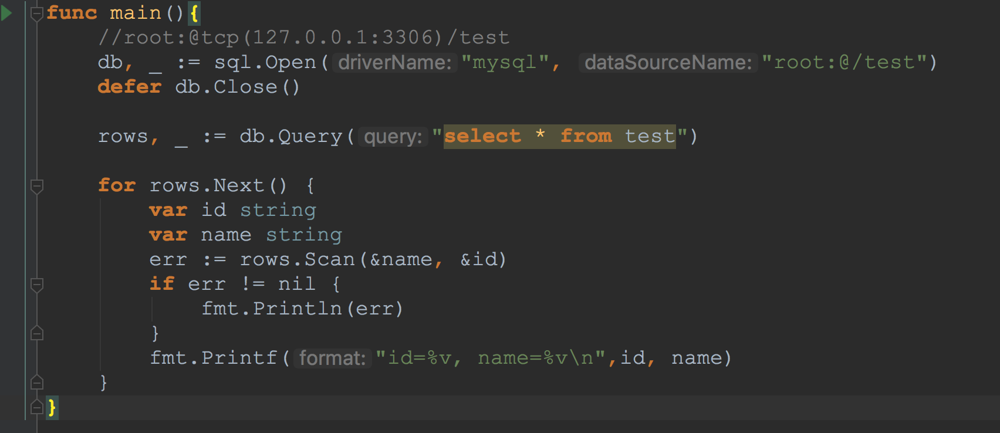 func main(){
//root:@tcp(127.0.0.1:3306)/test
db, _ := sql.Open( driverName: "mysql", dataSourceName: "root:@/test")
defer db.Close()
rows, _ := db.Query( query: "select * from test")
for rows.Next() {
var id string
var name string
err := rows.Scan(&name, &id)
if err != nil {
fmt.Println(err)
}
fmt.Printf( format: "id=%v, name=%v\n",id, name)
}
}